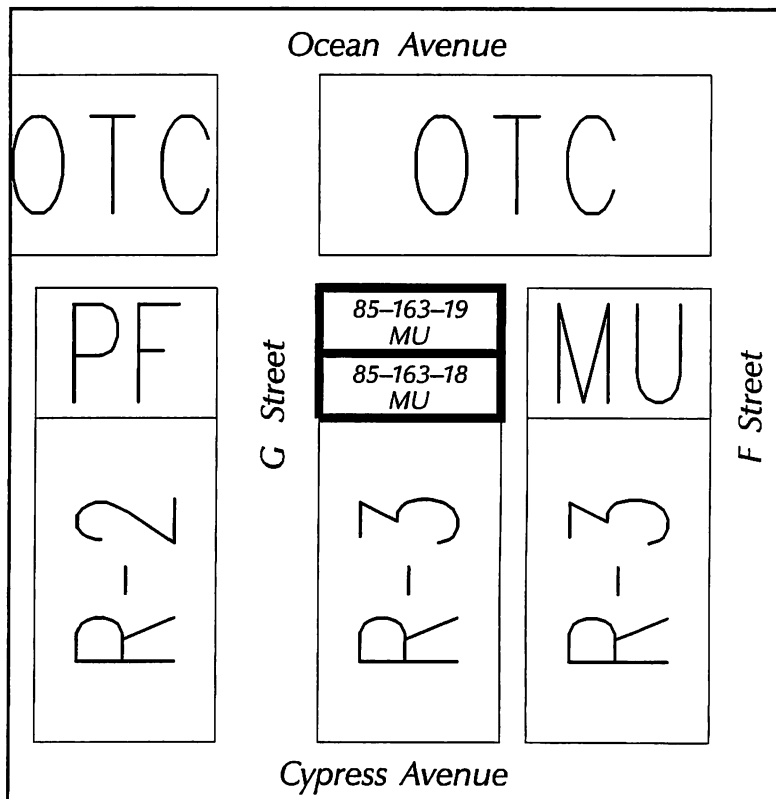 Ocean Avenue
OTC
OTC
PF
G Street
85–163–19
MU
85–163–18
MU
MU
F Street
R-2
R-3
R-3
Cypress Avenue